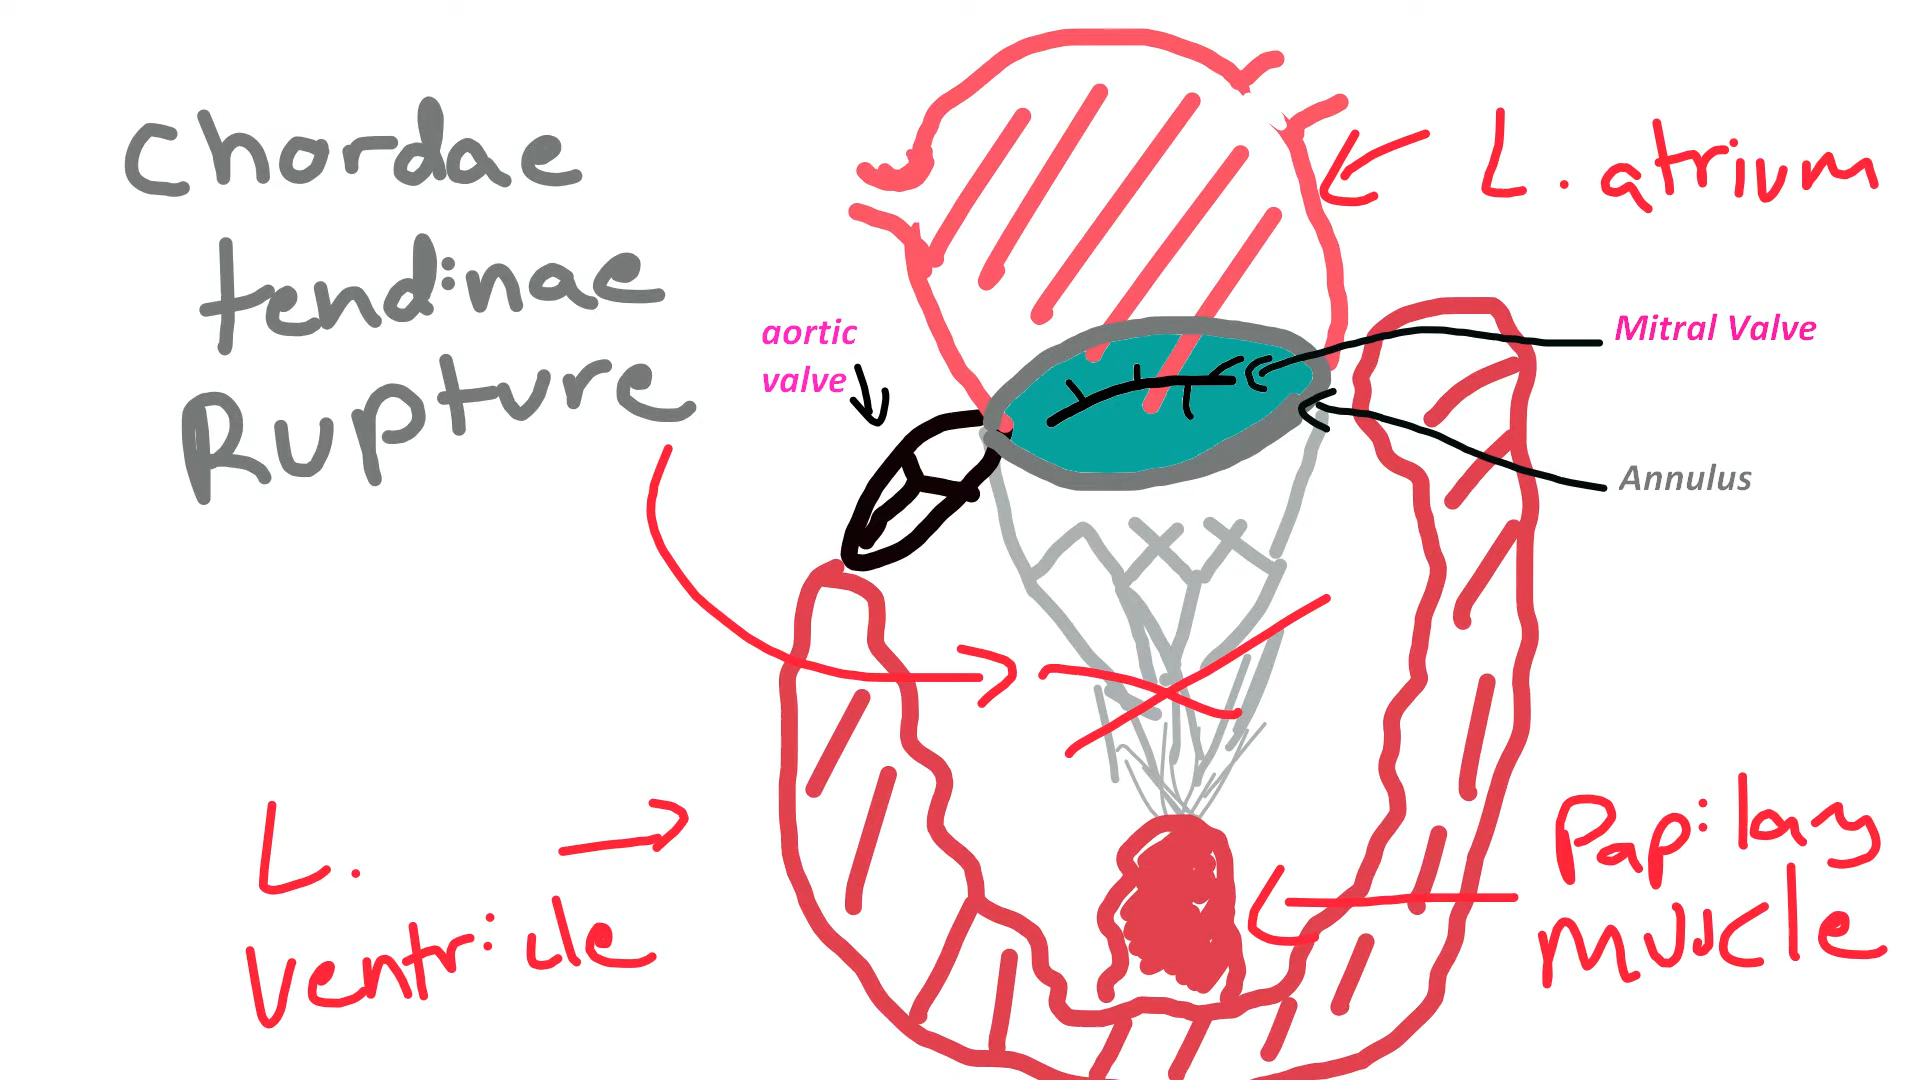 Chordae
tendinae
Rupture
L. atrium
aortic
valve
Mitral Valve
Annulus
L.
ventricle
Papilary
muscle